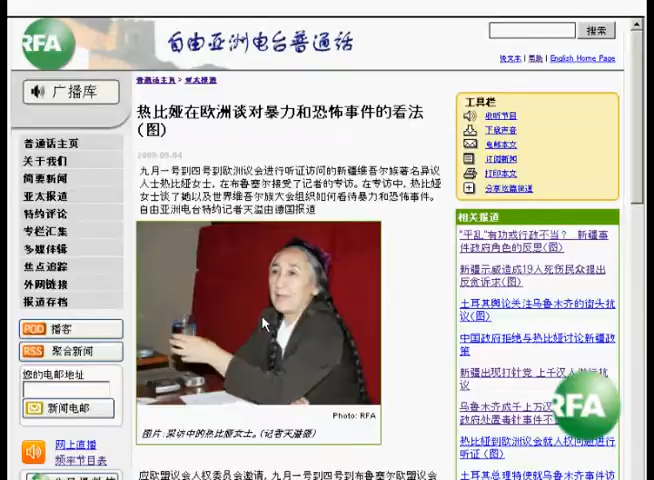 RFA
自由亚洲电台普通话
搜索
English Home Page
普通话主页 > 亚太报道
广播库
热比娅在欧洲谈对暴力和恐怖事件的看法
(图)
2009-09-04
九月一号到四号到欧洲议会进行听证访问的新疆维吾尔族著名异议
人士热比娅女士，在布鲁塞尔接受了记者的专访。在专访中，热比娅
女士谈了她以及世界维吾尔族大会组织如何看待暴力和恐怖事件。
自由亚洲电台特约记者天溢由德国报道
Photo: RFA
图片：采访中的热比娅女士。(记者天溢摄)
应欧盟议会人权委员会邀请，九月一号到四号到布鲁塞尔欧盟议会
普通话主页
关于我们
简要新闻
亚太报道
特约评论
专栏汇集
多媒体辑
焦点追踪
外网链接
报道存档
POD 播客
RSS 聚合新闻
您的电邮地址
新闻电邮
网上直播
频率节目表
工具栏
收听节目
下载声音
电邮本文
订阅新闻
打印本文
分享这篇报道
相关报道
"平乱"有功或行政不当？ 新疆事
件政府角色的反思(图)
新疆示威造成19人死伤民众提出
反贪诉求(图)
土耳其舆论关注乌鲁木齐的街头抗
议(图)
中国政府拒绝与热比娅讨论新疆政
策
新疆出现打针党 上千汉人
议
乌鲁木齐成千上万汉
政府处置毒针事件不
热比娅到欧洲议会就人权问题进行
听证 (图)
土耳其总理特使就乌鲁木齐事件访
RFA